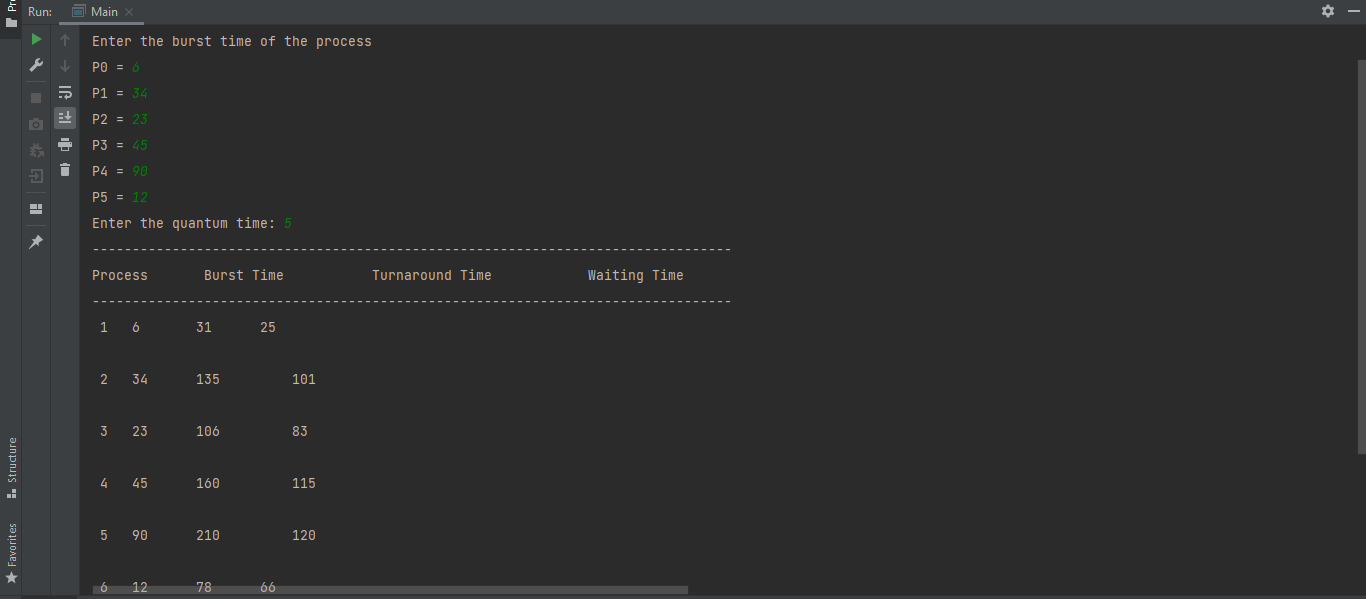 Run: Main
Enter the burst time of the process
P0 = 6
P1 = 34
P2 = 23
P3 = 45
P4 = 90
P5 = 12
Enter the quantum time: 5
--------------------------------------------------------------------------------
Process       Burst Time           Turnaround Time            Waiting Time
--------------------------------------------------------------------------------
1   6       31      25
2   34      135         101
3   23      106         83
4   45      160         115
5   90      210         120
6   12      78      66
Structure
Favorites